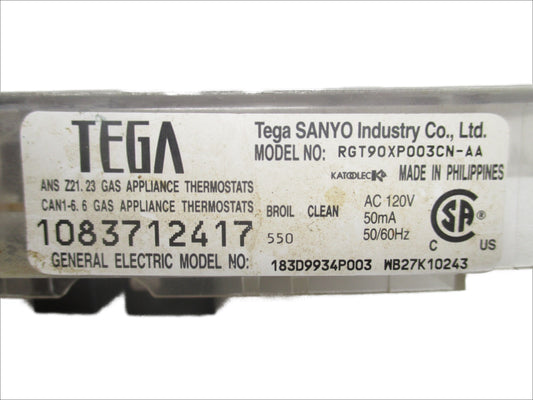 TEGA
Tega SANYO Industry Co., Ltd.
MODEL NO: RGT90XP003CN-AA
KATOOLEC MADE IN PHILIPPINES
ANS Z21.23 GAS APPLIANCE THERMOSTATS
CAN1-6.6 GAS APPLIANCE THERMOSTATS
BROIL CLEAN
550
AC 120V
50mA
50/60Hz
SA ®
C US
1083712417
GENERAL ELECTRIC MODEL NO: 183D9934P003 WB27K10243